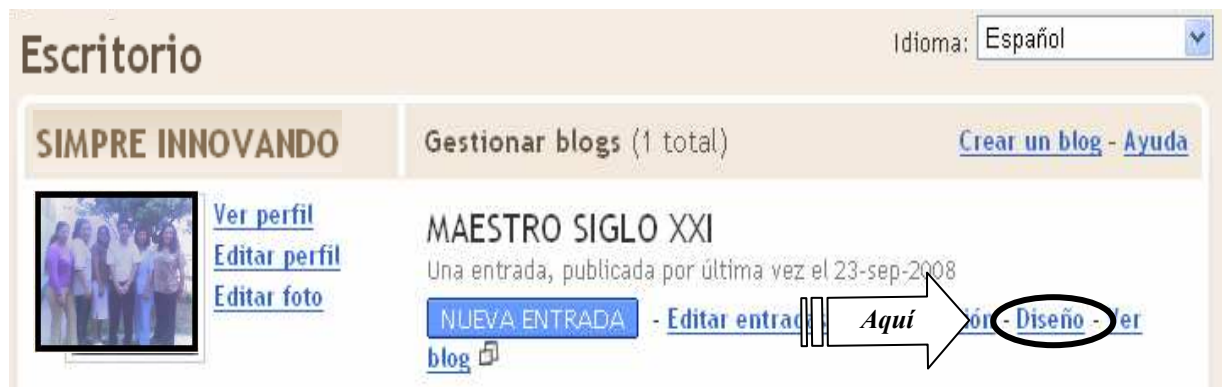 Escritorio
Idioma: Español
SIMPRE INNOVANDO
Gestionar blogs (1 total)
Crear un blog - Ayuda
Ver perfil
Editar perfil
Editar foto
MAESTRO SIGLO XXI
Una entrada, publicada por última vez el 23-sep-2008
NUEVA ENTRADA - Editar Aquí - Diseño - Ver
blog